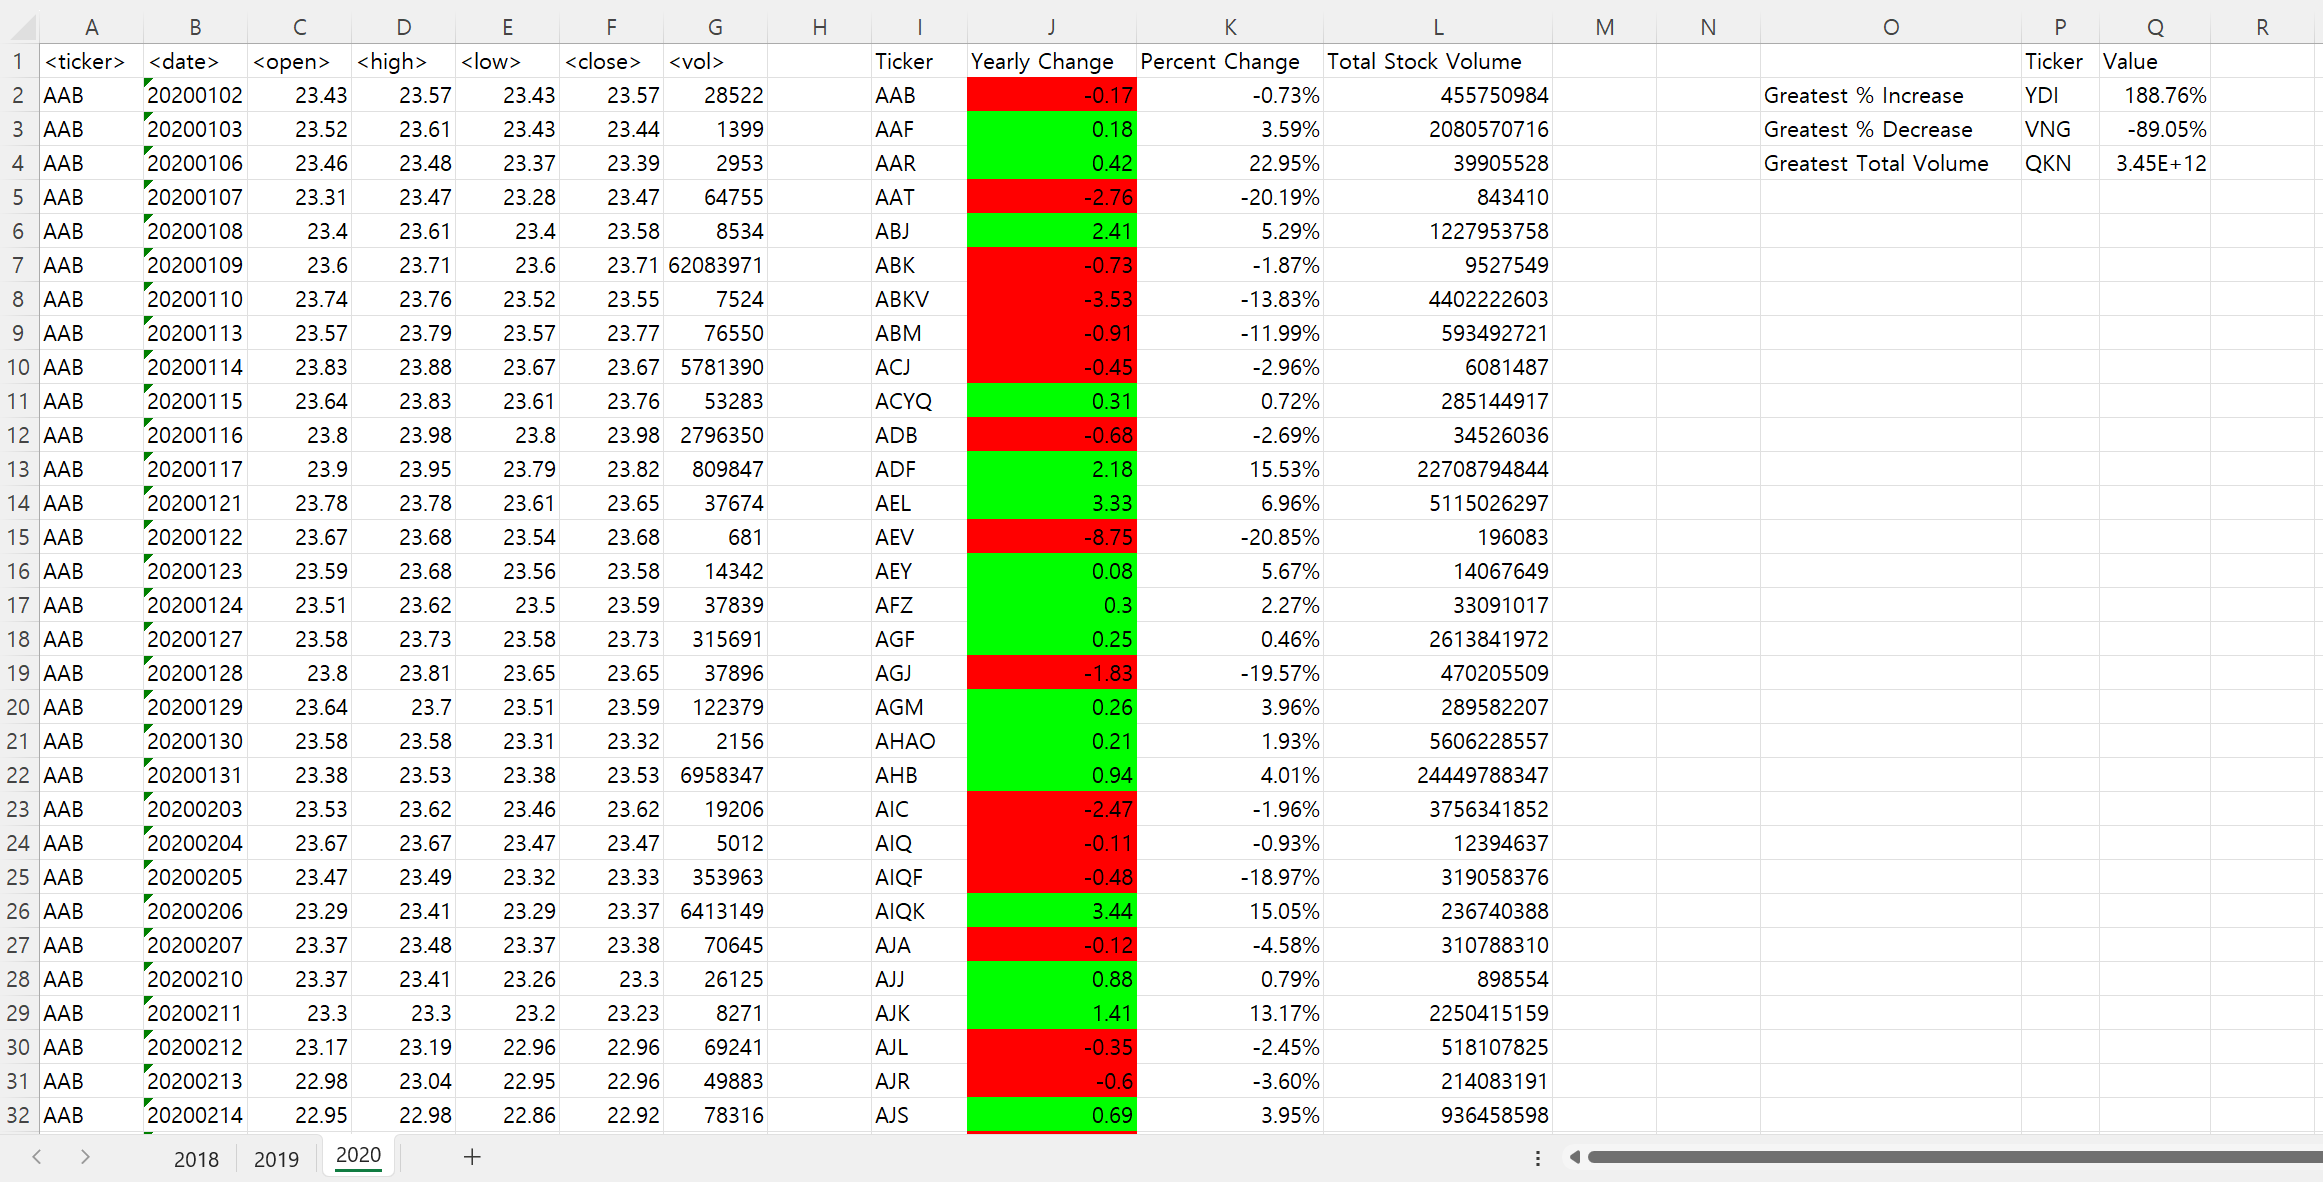 A B C D E F G H I J K L M N O P Q R
1 <ticker> <date> <open> <high> <low> <close> <vol> Ticker Yearly Change Percent Change Total Stock Volume Ticker Value
2 AAB 20200102 23.43 23.57 23.43 23.57 28522 AAB -0.17 -0.73% 455750984 Greatest % Increase YDI 188.76%
3 AAB 20200103 23.52 23.61 23.43 23.44 1399 AAF 0.18 3.59% 2080570716 Greatest % Decrease VNG -89.05%
4 AAB 20200106 23.46 23.48 23.37 23.39 2953 AAR 0.42 22.95% 39905528 Greatest Total Volume QKN 3.45E+12
5 AAB 20200107 23.31 23.47 23.28 23.47 64755 AAT -2.76 -20.19% 843410
6 AAB 20200108 23.4 23.61 23.4 23.58 8534 ABJ 2.41 5.29% 1227953758
7 AAB 20200109 23.6 23.71 23.6 23.71 62083971 ABK -0.73 -1.87% 9527549
8 AAB 20200110 23.74 23.76 23.52 23.55 7524 ABKV -3.53 -13.83% 4402222603
9 AAB 20200113 23.57 23.79 23.57 23.77 76550 ABM -0.91 -11.99% 593492721
10 AAB 20200114 23.83 23.88 23.67 23.67 5781390 ACJ -0.45 -2.96% 6081487
11 AAB 20200115 23.64 23.83 23.61 23.76 53283 ACYQ 0.31 0.72% 285144917
12 AAB 20200116 23.8 23.98 23.8 23.98 2796350 ADB -0.68 -2.69% 34526036
13 AAB 20200117 23.9 23.95 23.79 23.82 809847 ADF 2.18 15.53% 22708794844
14 AAB 20200121 23.78 23.78 23.61 23.65 37674 AEL 3.33 6.96% 5115026297
15 AAB 20200122 23.67 23.68 23.54 23.68 681 AEV -8.75 -20.85% 196083
16 AAB 20200123 23.59 23.68 23.56 23.58 14342 AEY 0.08 5.67% 14067649
17 AAB 20200124 23.51 23.62 23.5 23.59 37839 AFZ 0.3 2.27% 33091017
18 AAB 20200127 23.58 23.73 23.58 23.73 315691 AGF 0.25 0.46% 2613841972
19 AAB 20200128 23.8 23.81 23.65 23.65 37896 AGJ -1.83 -19.57% 470205509
20 AAB 20200129 23.64 23.7 23.51 23.59 122379 AGM 0.26 3.96% 289582207
21 AAB 20200130 23.58 23.58 23.31 23.32 2156 AHAO 0.21 1.93% 5606228557
22 AAB 20200131 23.38 23.53 23.38 23.53 6958347 AHB 0.94 4.01% 24449788347
23 AAB 20200203 23.53 23.62 23.46 23.62 19206 AIC -2.47 -1.96% 3756341852
24 AAB 20200204 23.67 23.67 23.47 23.47 5012 AIQ -0.11 -0.93% 12394637
25 AAB 20200205 23.47 23.49 23.32 23.33 353963 AIQF -0.48 -18.97% 319058376
26 AAB 20200206 23.29 23.41 23.29 23.37 6413149 AIQK 3.44 15.05% 236740388
27 AAB 20200207 23.37 23.48 23.37 23.38 70645 AJA -0.12 -4.58% 310788310
28 AAB 20200210 23.37 23.41 23.26 23.3 26125 AJJ 0.88 0.79% 898554
29 AAB 20200211 23.3 23.3 23.2 23.23 8271 AJK 1.41 13.17% 2250415159
30 AAB 20200212 23.17 23.19 22.96 22.96 69241 AJL -0.35 -2.45% 518107825
31 AAB 20200213 22.98 23.04 22.95 22.96 49883 AJR -0.6 -3.60% 214083191
32 AAB 20200214 22.95 22.98 22.86 22.92 78316 AJS 0.69 3.95% 936458598
2018 2019 2020